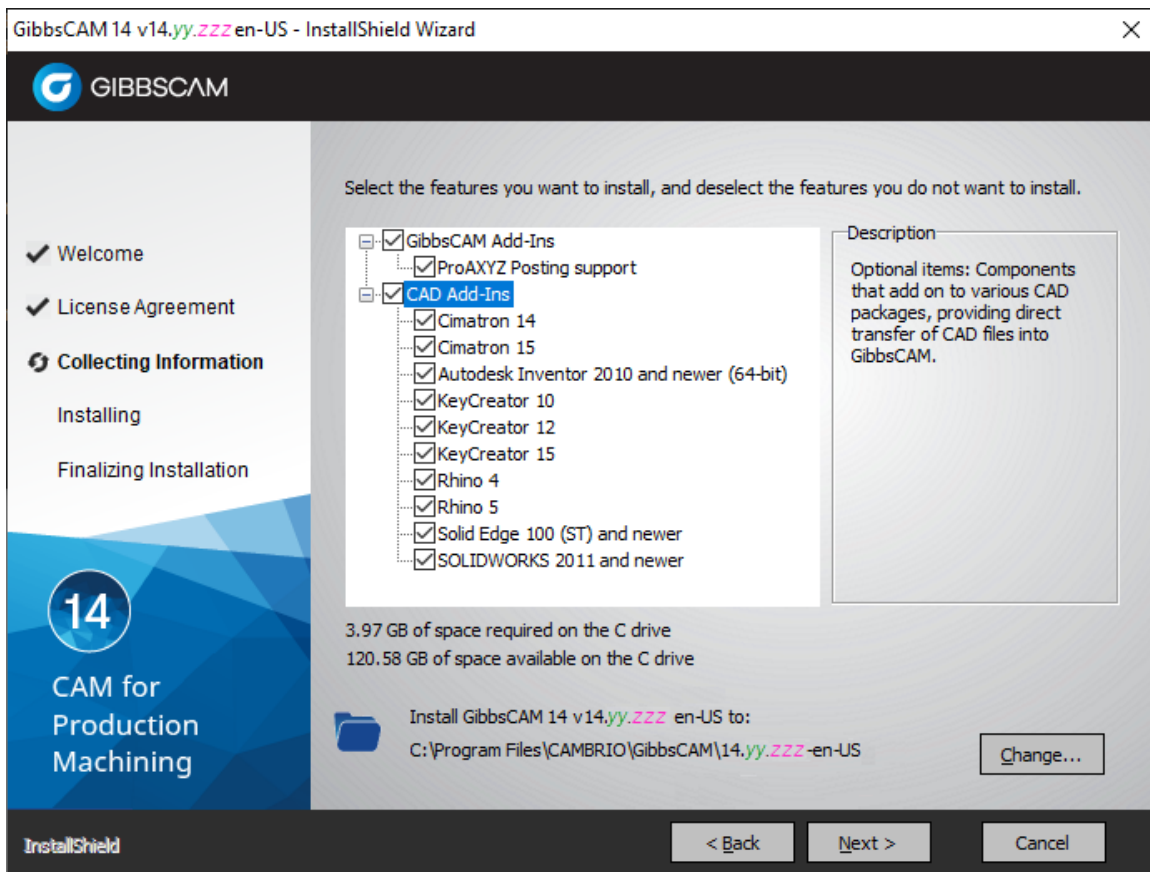 GibbsCAM 14 v14.yy.zzz en-US - InstallShield Wizard
GIBBSCAM
Welcome
License Agreement
Collecting Information
Installing
Finalizing Installation
14
CAM for
Production
Machining
Select the features you want to install, and deselect the features you do not want to install.
GibbsCAM Add-Ins
ProAXYZ Posting support
CAD Add-Ins
Cimatron 14
Cimatron 15
Autodesk Inventor 2010 and newer (64-bit)
KeyCreator 10
KeyCreator 12
KeyCreator 15
Rhino 4
Rhino 5
Solid Edge 100 (ST) and newer
SOLIDWORKS 2011 and newer
Description
Optional items: Components
that add on to various CAD
packages, providing direct
transfer of CAD files into
GibbsCAM.
3.97 GB of space required on the C drive
120.58 GB of space available on the C drive
Install GibbsCAM 14 v14.yy.zzz en-US to:
C:\Program Files\CAMBRIO\GibbsCAM\14.yy.zzz-en-US
Change...
InstallShield
< Back
Next >
Cancel